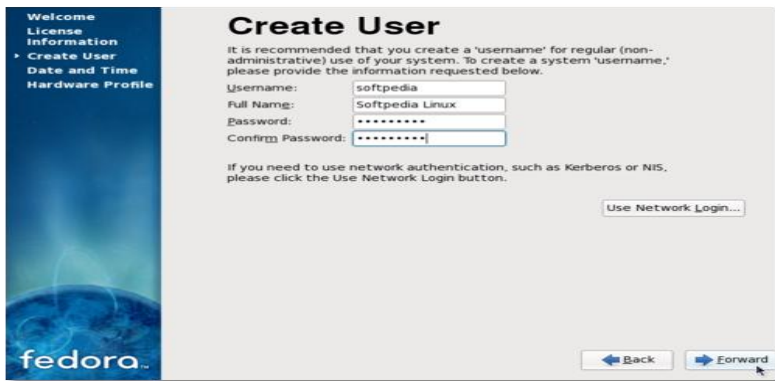 Welcome
License
Information
Create User
Date and Time
Hardware Profile
Create User
It is recommended that you create a 'username' for regular (non-
administrative) use of your system. To create a system 'username,'
please provide the information requested
below.
Username: softpedia
Full Name: Softpedia Linux
Password: •••••••••
Confirm Password: •••••••••
If you need to use network authentication, such as Kerberos or NIS,
please click the Use Network Login button.
Use Network Login...
fedora™
Back
Forward